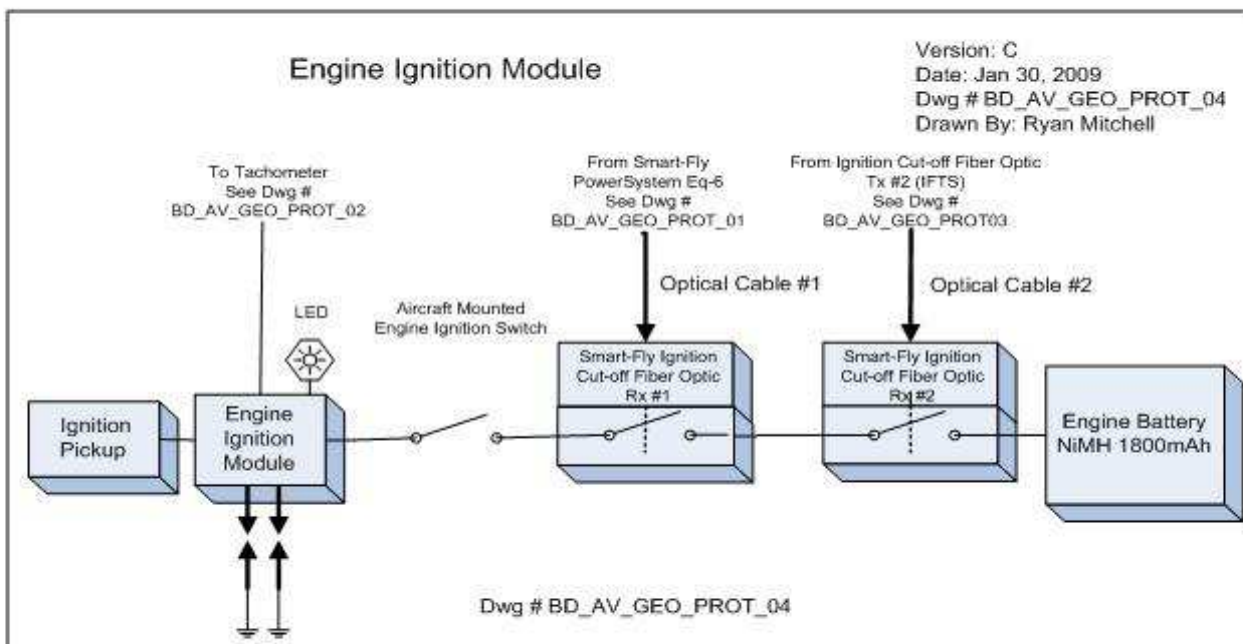 Engine Ignition Module
Version: C
Date: Jan 30, 2009
Dwg # BD_AV_GEO_PROT_04
Drawn By: Ryan Mitchell
To Tachometer
See Dwg #
BD_AV_GEO_PROT_02
From Smart-Fly
PowerSystem Eq-6
See Dwg #
BD_AV_GEO_PROT_01
From Ignition Cut-off Fiber Optic
Tx #2 (IFTS)
See Dwg #
BD_AV_GEO_PROT03
Optical Cable #1
Optical Cable #2
LED
Aircraft Mounted
Engine Ignition Switch
Smart-Fly Ignition
Cut-off Fiber Optic
Rx #1
Smart-Fly Ignition
Cut-off Fiber Optic
Rx #2
Ignition
Pickup
Engine
Ignition
Module
Engine Battery
NiMH 1800mAh
Dwg # BD_AV_GEO_PROT_04